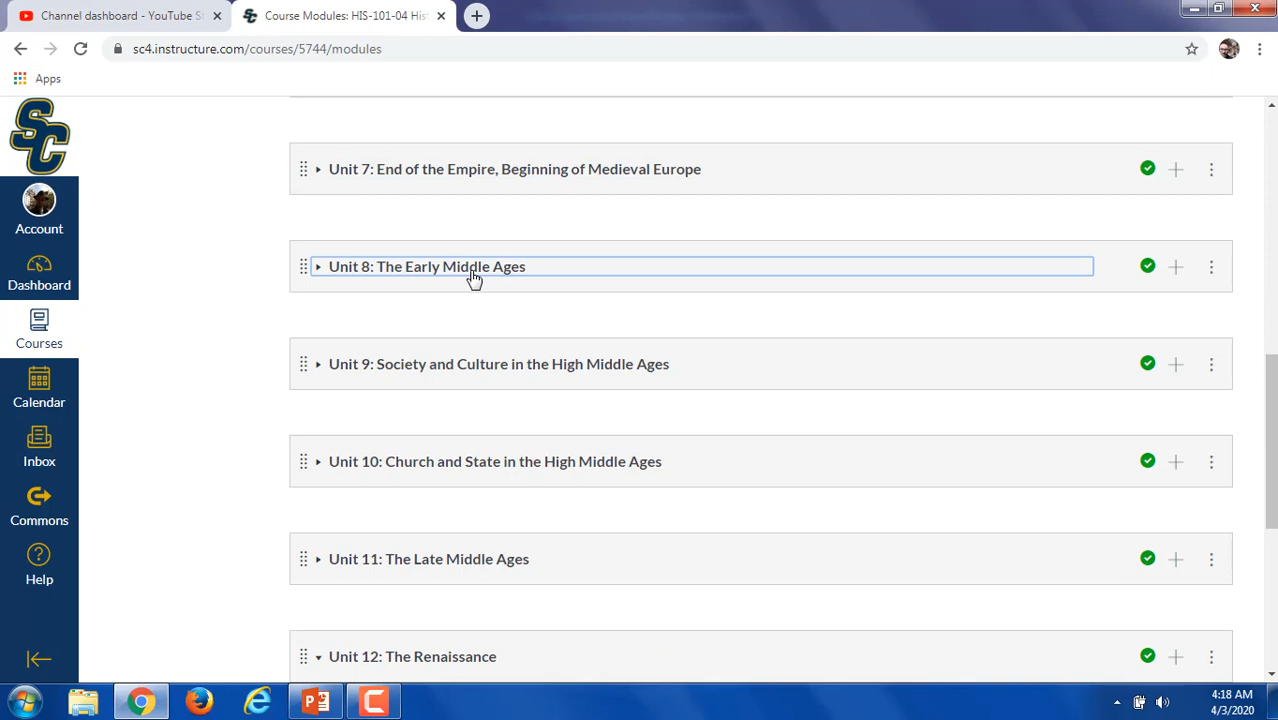 Channel dashboard - YouTube S
Course Modules: HIS-101-04 His
sc4.instructure.com/courses/5744/modules
Apps
SC
Account
Dashboard
Courses
Calendar
Inbox
Commons
Help
Unit 7: End of the Empire, Beginning of Medieval Europe
Unit 8: The Early Middle Ages
Unit 9: Society and Culture in the High Middle Ages
Unit 10: Church and State in the High Middle Ages
Unit 11: The Late Middle Ages
Unit 12: The Renaissance
4:18 AM
4/3/2020